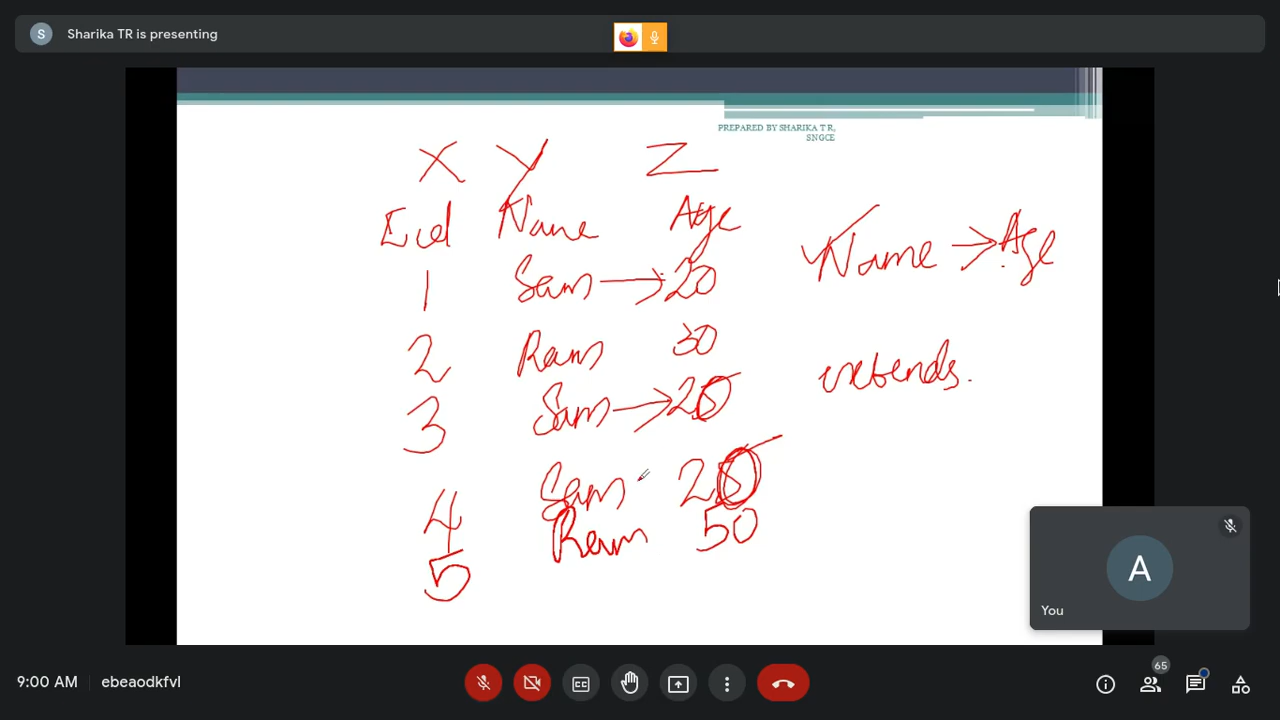 S Sharika TR is presenting
PREPARED BY SHARIKA T R,
SNGCE
X Y Z
Eid Name Age
Name → Age
1 Sam → 20
2 Ram 30
extends.
3 Sam → 20
4 Sam 20
5 Ram 50
A
You
9:00 AM ebeaodkfvl
CC
65